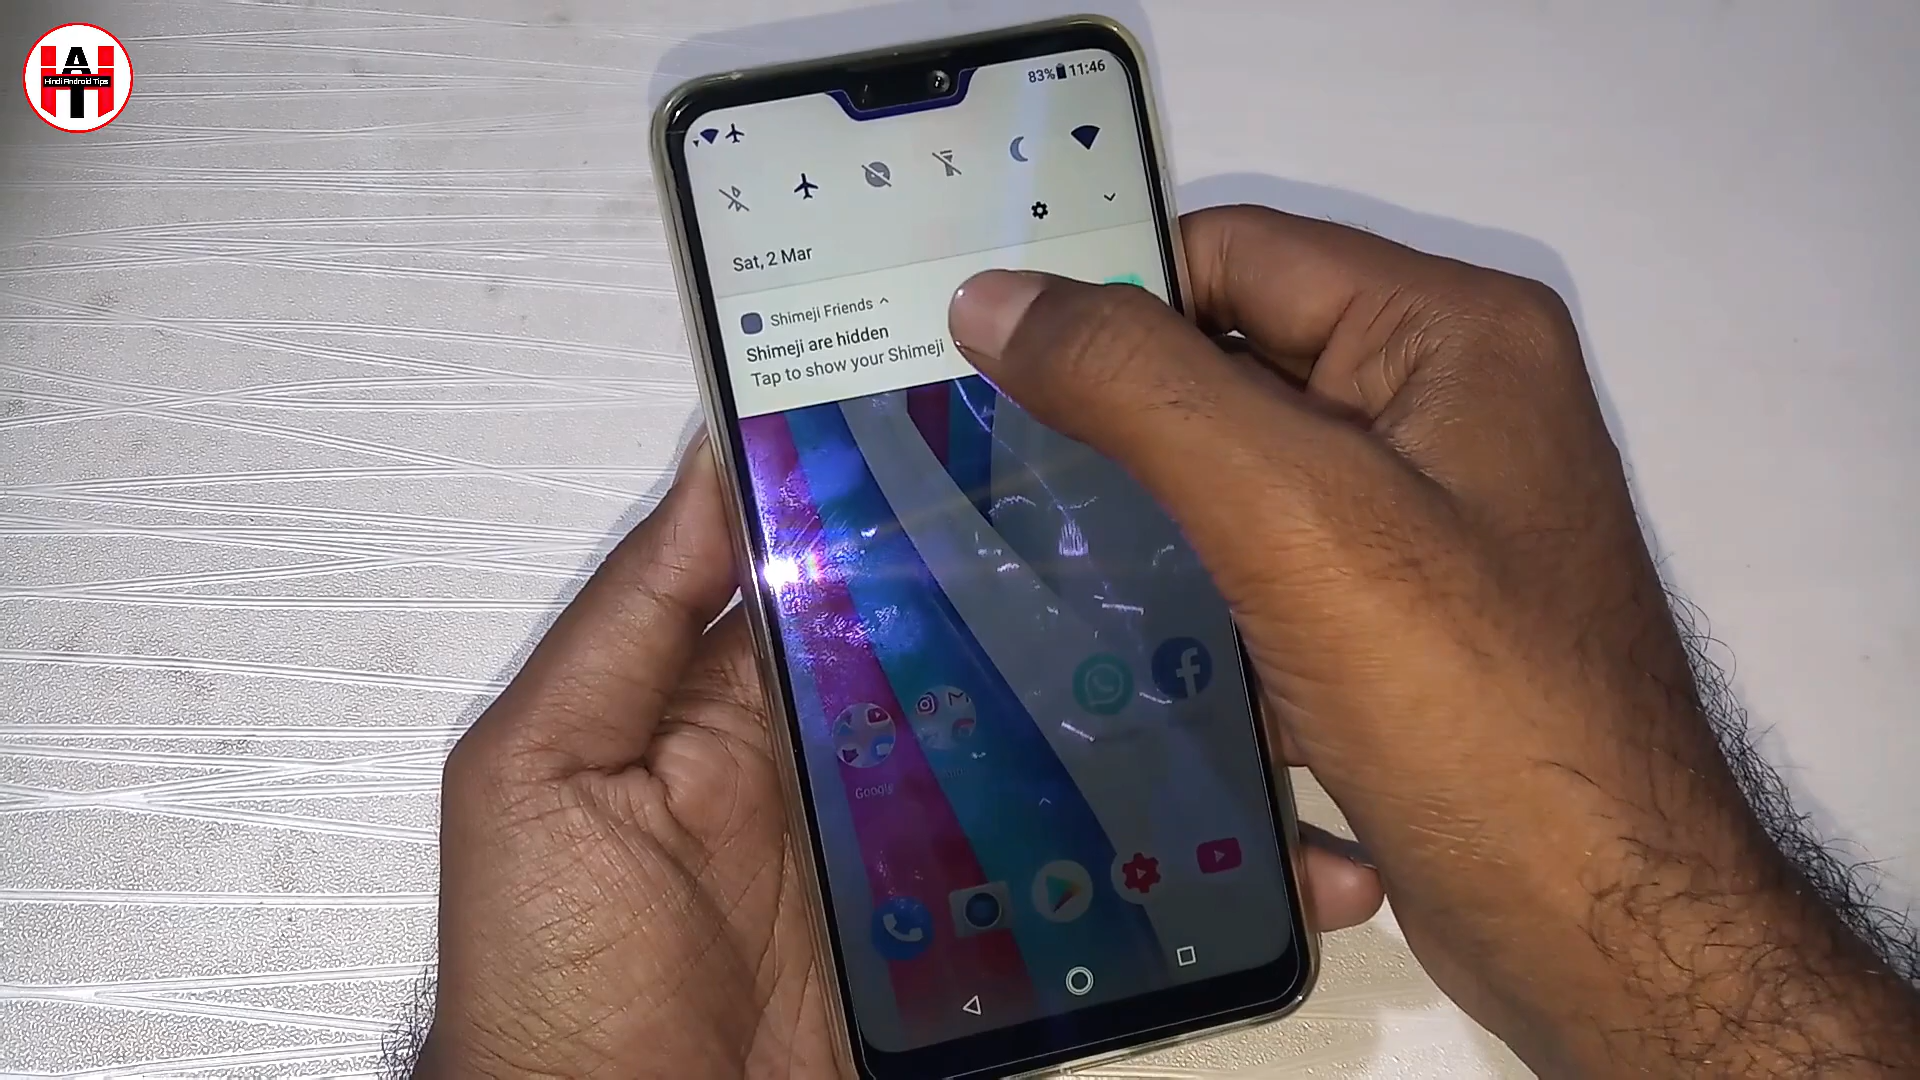 A
Hindi Android Tips
83% 11:46
Sat, 2 Mar
Shimeji Friends
Shimeji are hidden
Tap to show your Shimeji
Google